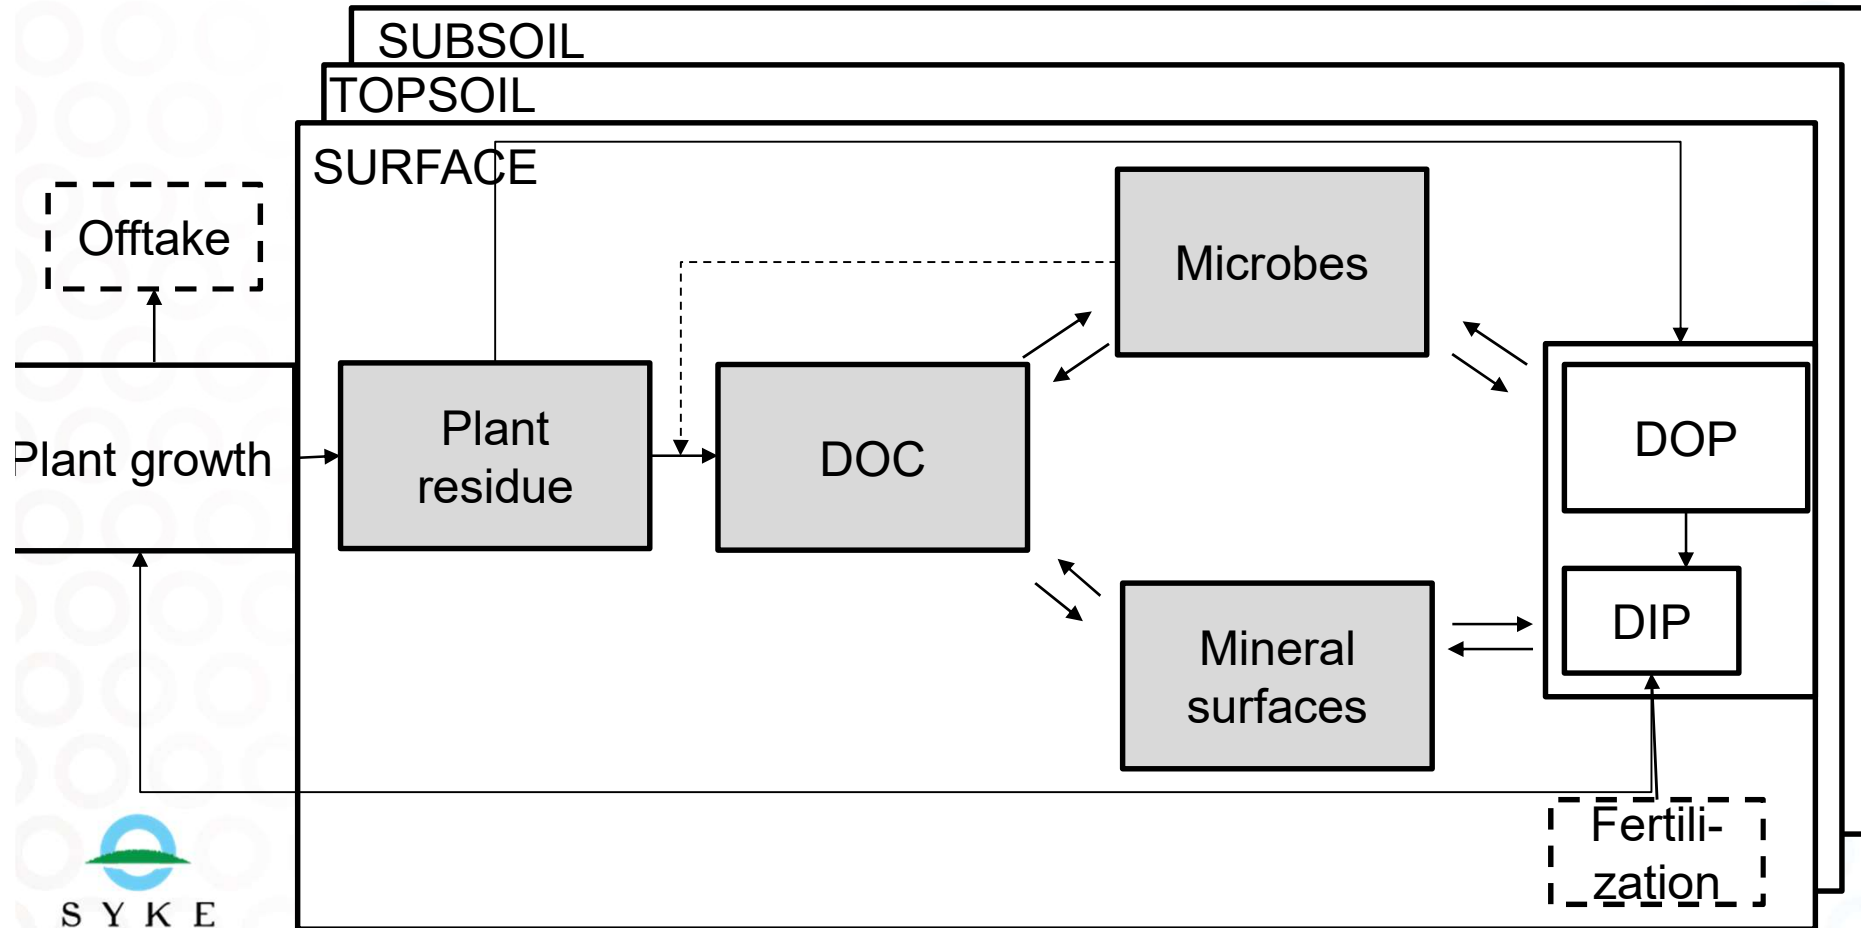 SUBSOIL
TOPSOIL
SURFACE
Offtake
Microbes
Plant growth
Plant
residue
DOC
DOP
DIP
Mineral
surfaces
Fertili-
zation
SYKE